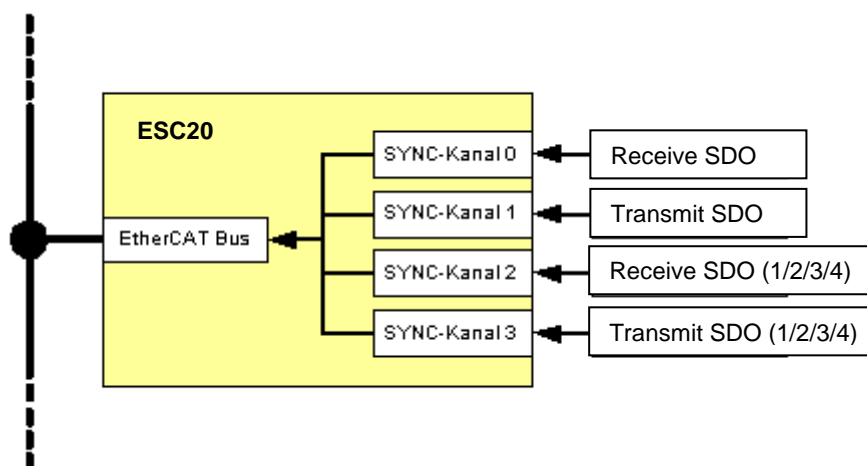 ESC20
SYNC-Kanal 0
Receive SDO
SYNC-Kanal 1
Transmit SDO
EtherCAT Bus
SYNC-Kanal 2
Receive SDO (1/2/3/4)
SYNC-Kanal 3
Transmit SDO (1/2/3/4)